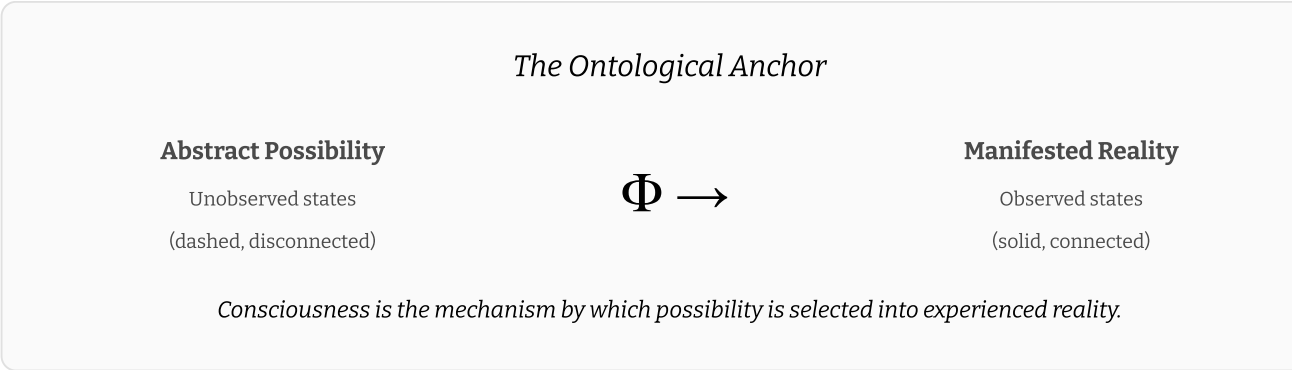 The Ontological Anchor
Abstract Possibility
Unobserved states
(dashed, disconnected)
Φ →
Manifested Reality
Observed states
(solid, connected)
Consciousness is the mechanism by which possibility is selected into experienced reality.